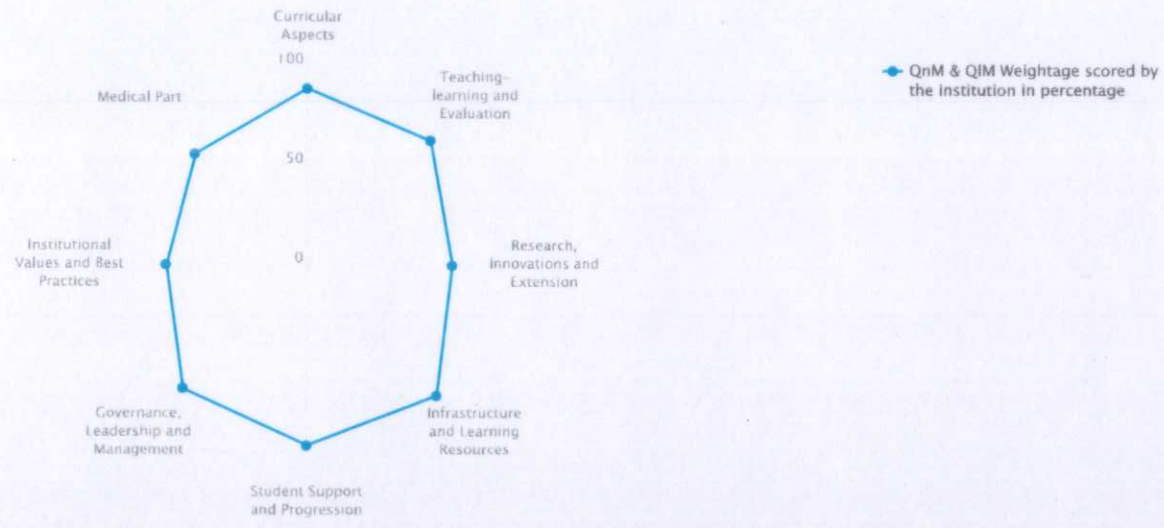 Curricular
Aspects
100
Teaching-
learning and
Evaluation
QnM & QlM Weightage scored by
the institution in percentage
Medical Part
50
Institutional
Values and Best
Practices
0
Research,
Innovations and
Extension
Governance,
Leadership and
Management
Infrastructure
and Learning
Resources
Student Support
and Progression